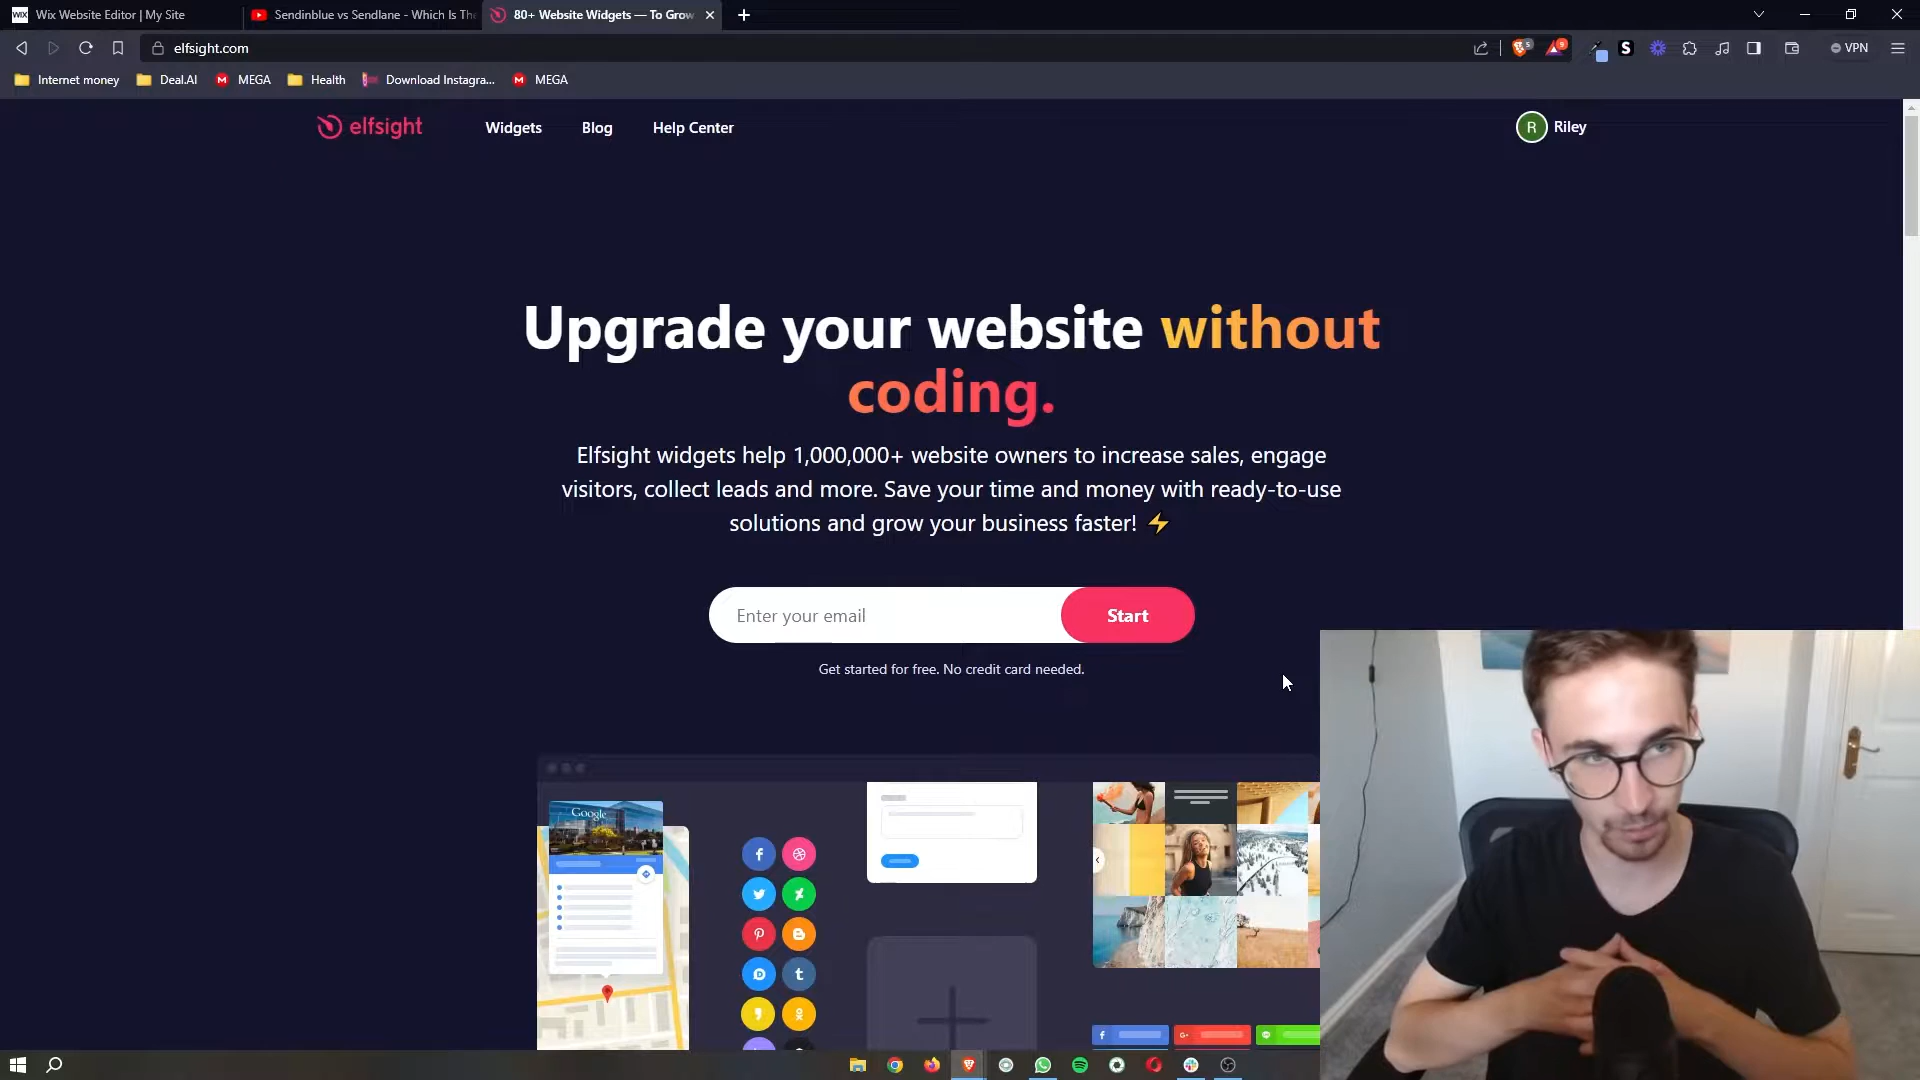 Wix Website Editor | My Site
Sendinblue vs Sendlane - Which Is The
80+ Website Widgets — To Grow
elfsight.com
VPN
Internet money
Deal.AI
MEGA
Health
Download Instagra...
MEGA
elfsight
Widgets
Blog
Help Center
R
Riley
Upgrade your website without
coding.
Elfsight widgets help 1,000,000+ website owners to increase sales, engage
visitors, collect leads and more. Save your time and money with ready-to-use
solutions and grow your business faster! ⚡
Enter your email
Start
Get started for free. No credit card needed.
Google